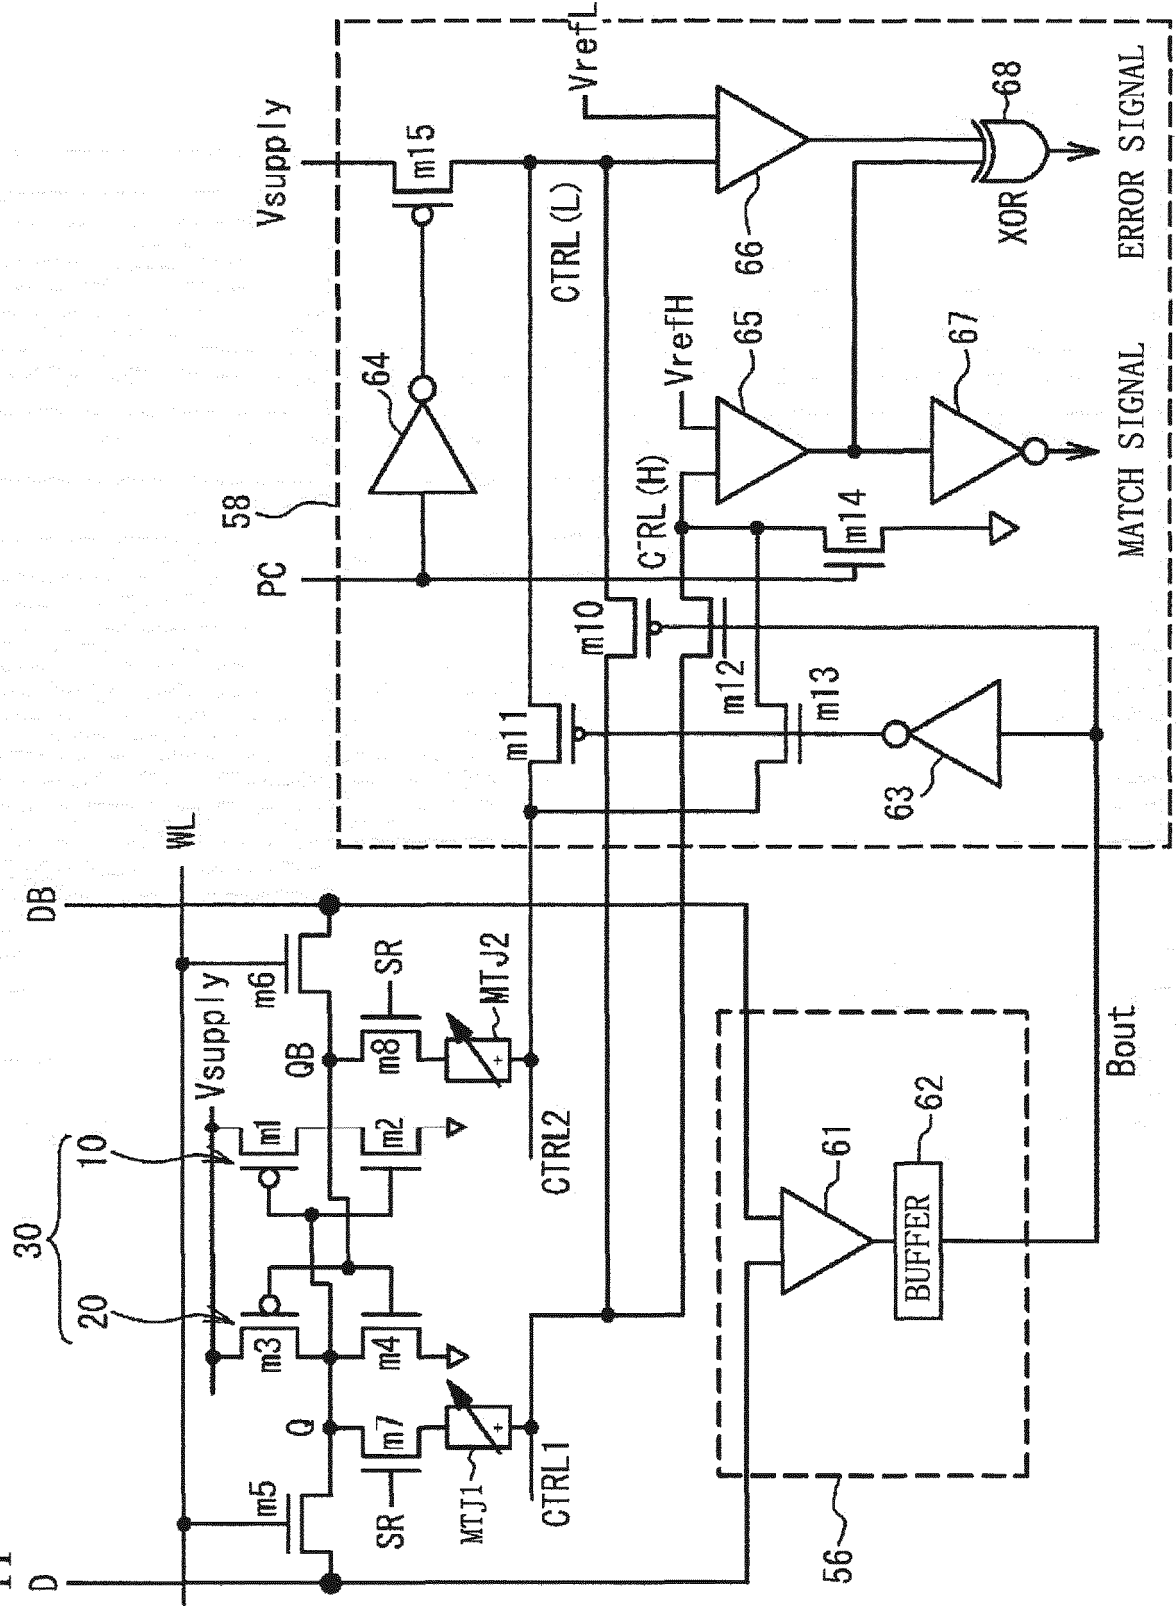 11
D
DB
WL
30
20
10
Vsupply
m5
m6
m3
m1
Q
QB
m7
m4
m2
m8
SR
SR
MTJ1
MTJ2
CTRL1
CTRL2
61
62
BUFFER
56
Bout
PC
58
Vsupply
64
m15
m11
m10
m12
m13
63
CTRL(L)
CTRL(H)
m14
VrefL
VrefH
66
65
67
68
XOR
MATCH SIGNAL
ERROR SIGNAL